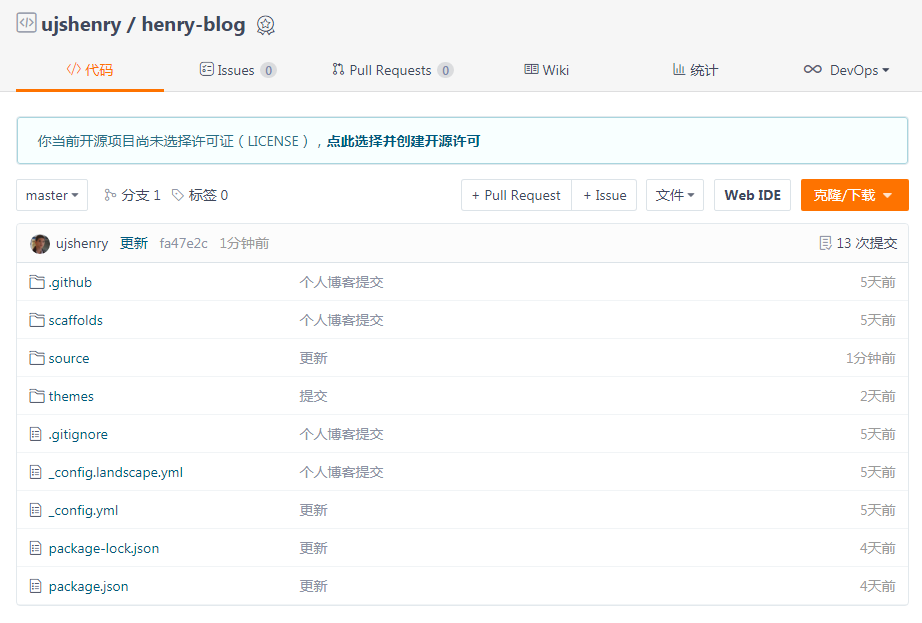 ujshenry / henry-blog
代码 Issues 0 Pull Requests 0 Wiki 统计 DevOps
你当前开源项目尚未选择许可证（LICENSE），点此选择并创建开源许可
master 分支 1 标签 0 + Pull Request + Issue 文件 Web IDE 克隆/下载
ujshenry 更新 fa47e2c 1分钟前 13 次提交
.github 个人博客提交 5天前
scaffolds 个人博客提交 5天前
source 更新 1分钟前
themes 提交 2天前
.gitignore 个人博客提交 5天前
_config.landscape.yml 个人博客提交 5天前
_config.yml 更新 5天前
package-lock.json 更新 4天前
package.json 更新 4天前